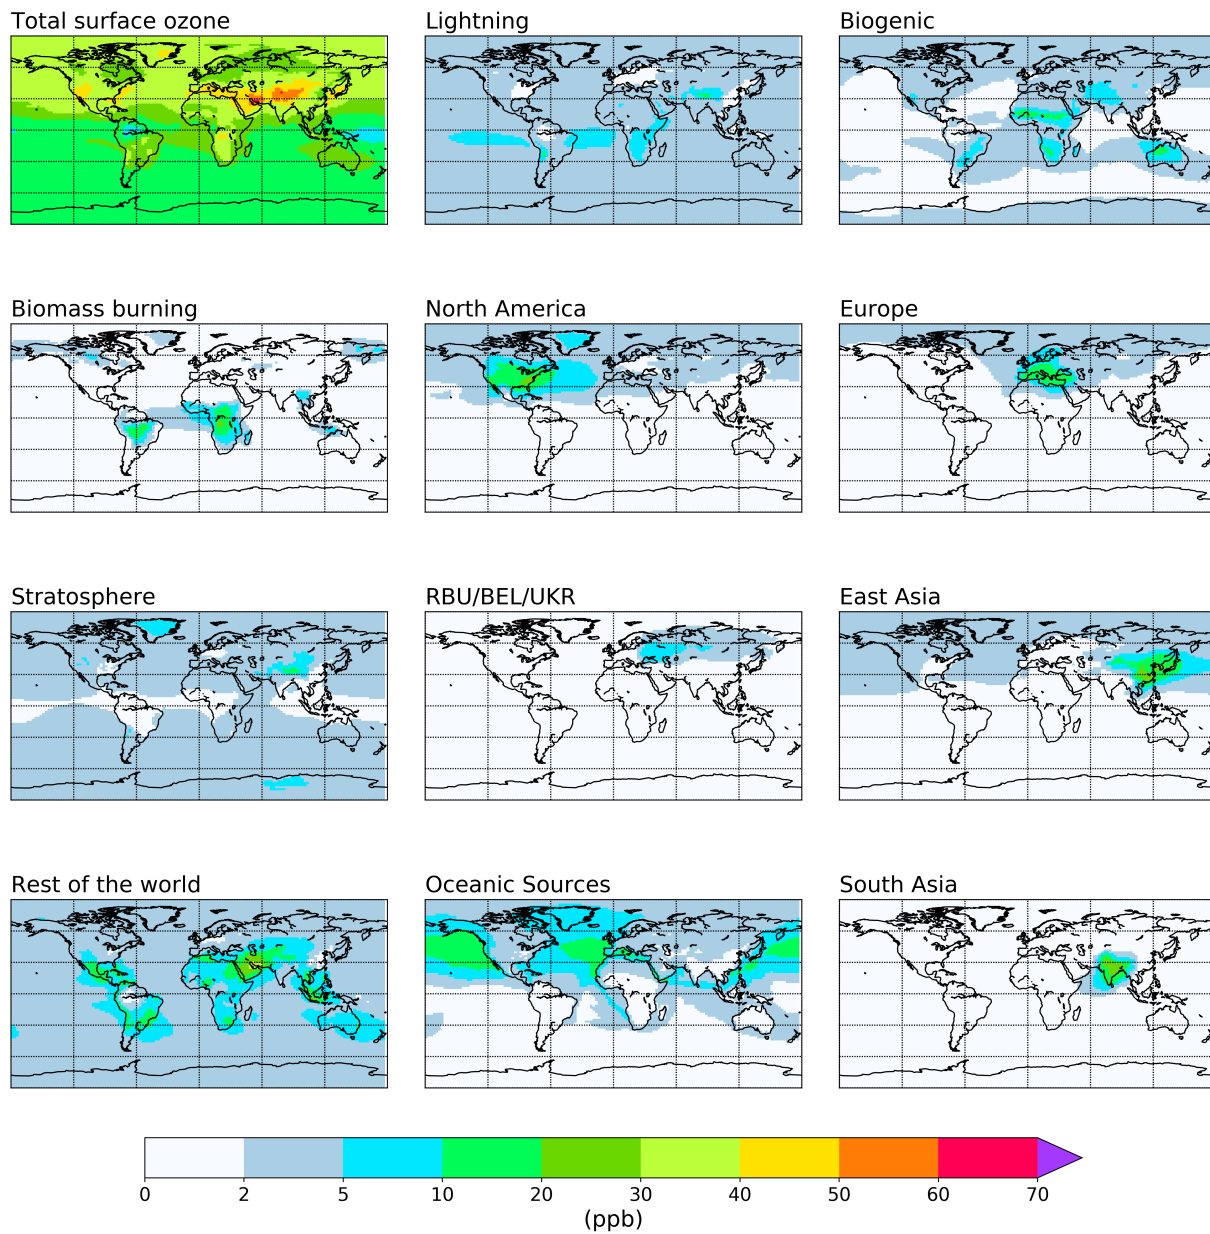 Total surface ozone
Lightning
Biogenic
Biomass burning
North America
Europe
Stratosphere
RBU/BEL/UKR
East Asia
Rest of the world
Oceanic Sources
South Asia
0 2 5 10 20 30 40 50 60 70
(ppb)